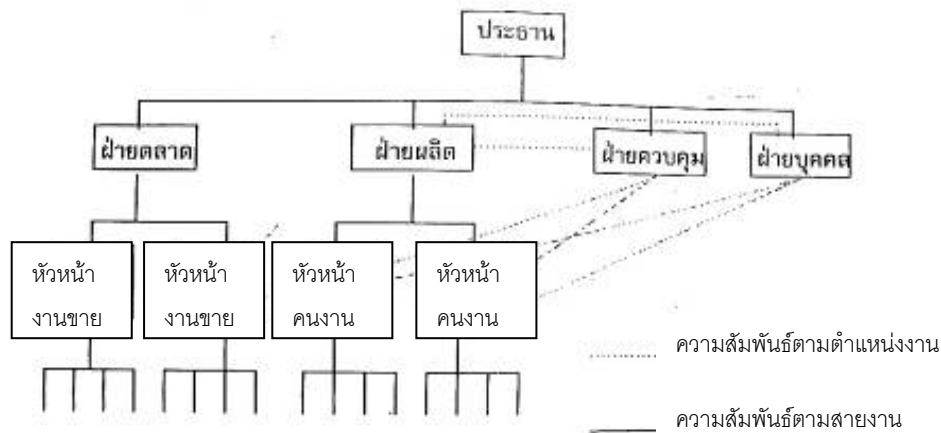 ประธาน
ฝ่ายตลาด
ฝ่ายผลิต
ฝ่ายควบคุม
ฝ่ายบุคคล
หัวหน้า
งานขาย
หัวหน้า
งานขาย
หัวหน้า
คนงาน
หัวหน้า
คนงาน
ความสัมพันธ์ตามตำแหน่งงาน
ความสัมพันธ์ตามสายงาน